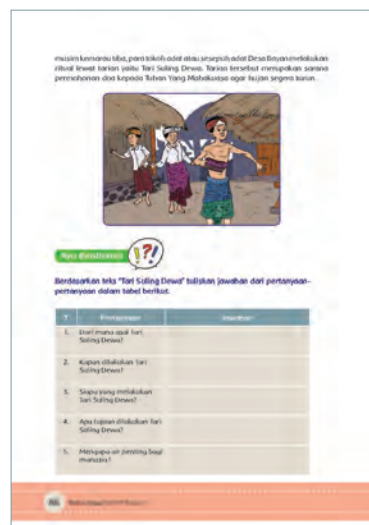 musim kemarau tiba, para tokoh adat atau sesepuh adat Desa Bayan melakukan
ritual lewat tarian yaitu Tari Suling Dewa. Tarian tersebut merupakan sarana
permohonan doa kepada Tuhan Yang Mahakuasa agar hujan segera turun.
Ayo
!?!
Berdasarkan teks "Tari Suling Dewa" tuliskan jawaban dari pertanyaan-
pertanyaan dalam tabel berikut.
Pertanyaan Jawaban
1. Dari mana asal Tari
Suling Dewa?
2. Kapan dilakukan Tari
Suling Dewa?
3. Siapa yang melakukan
Tari Suling Dewa?
4. Apa tujuan dilakukan Tari
Suling Dewa?
5. Mengapa air penting bagi
manusia?